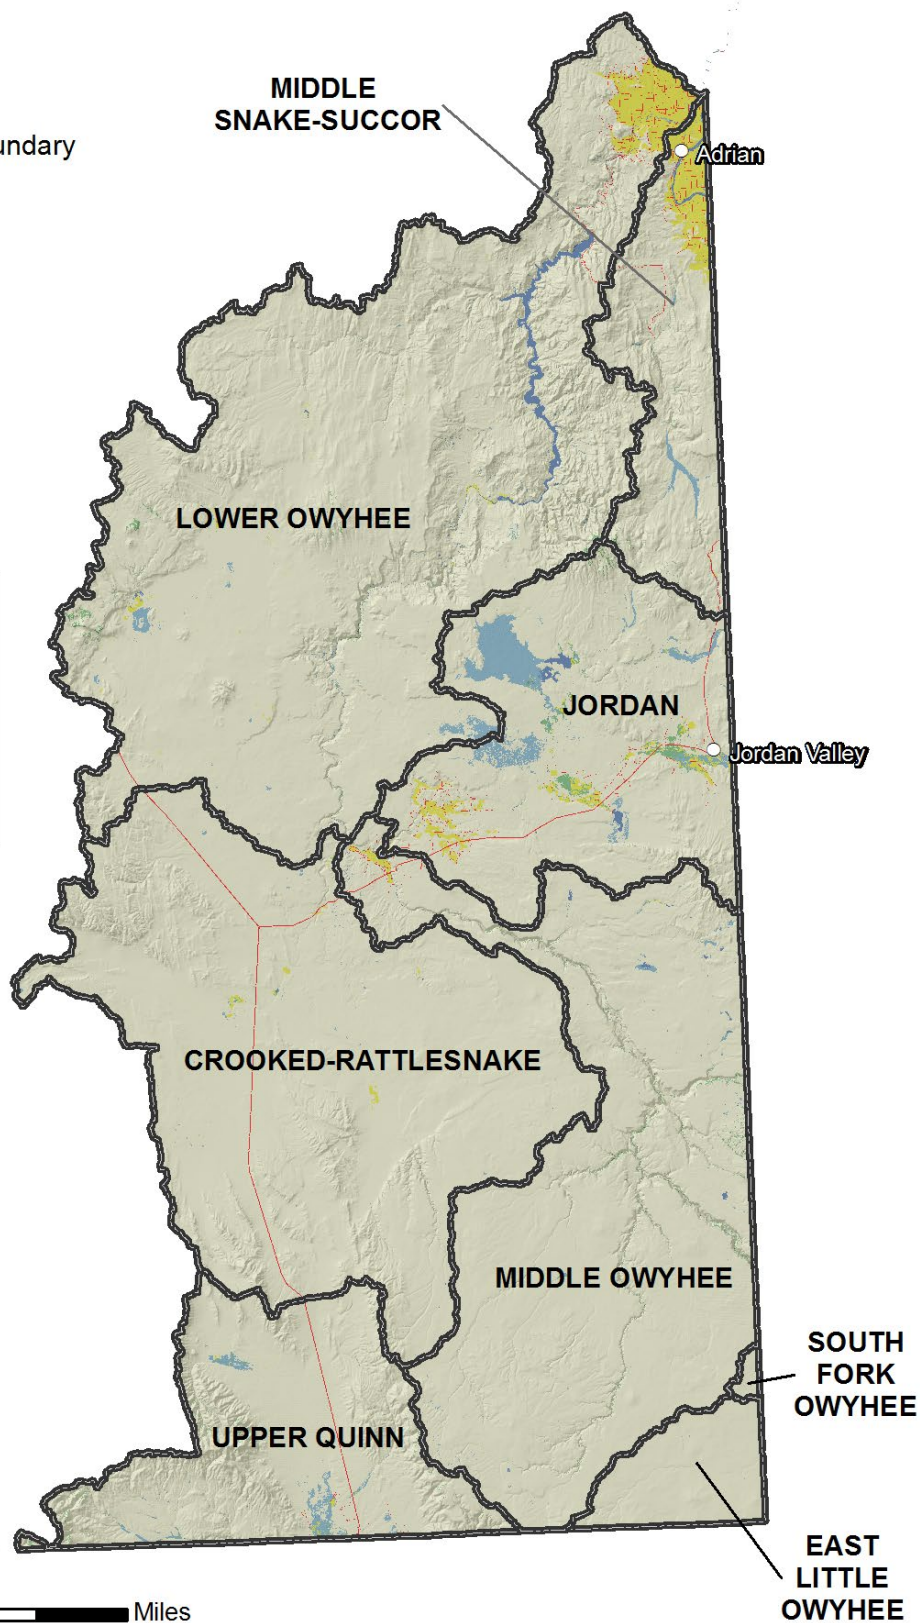 MIDDLE
SNAKE-SUCCOR
Adrian
LOWER OWYHEE
JORDAN
Jordan Valley
CROOKED-RATTLESNAKE
MIDDLE OWYHEE
SOUTH
FORK
OWYHEE
UPPER QUINN
EAST
LITTLE
OWYHEE
Miles